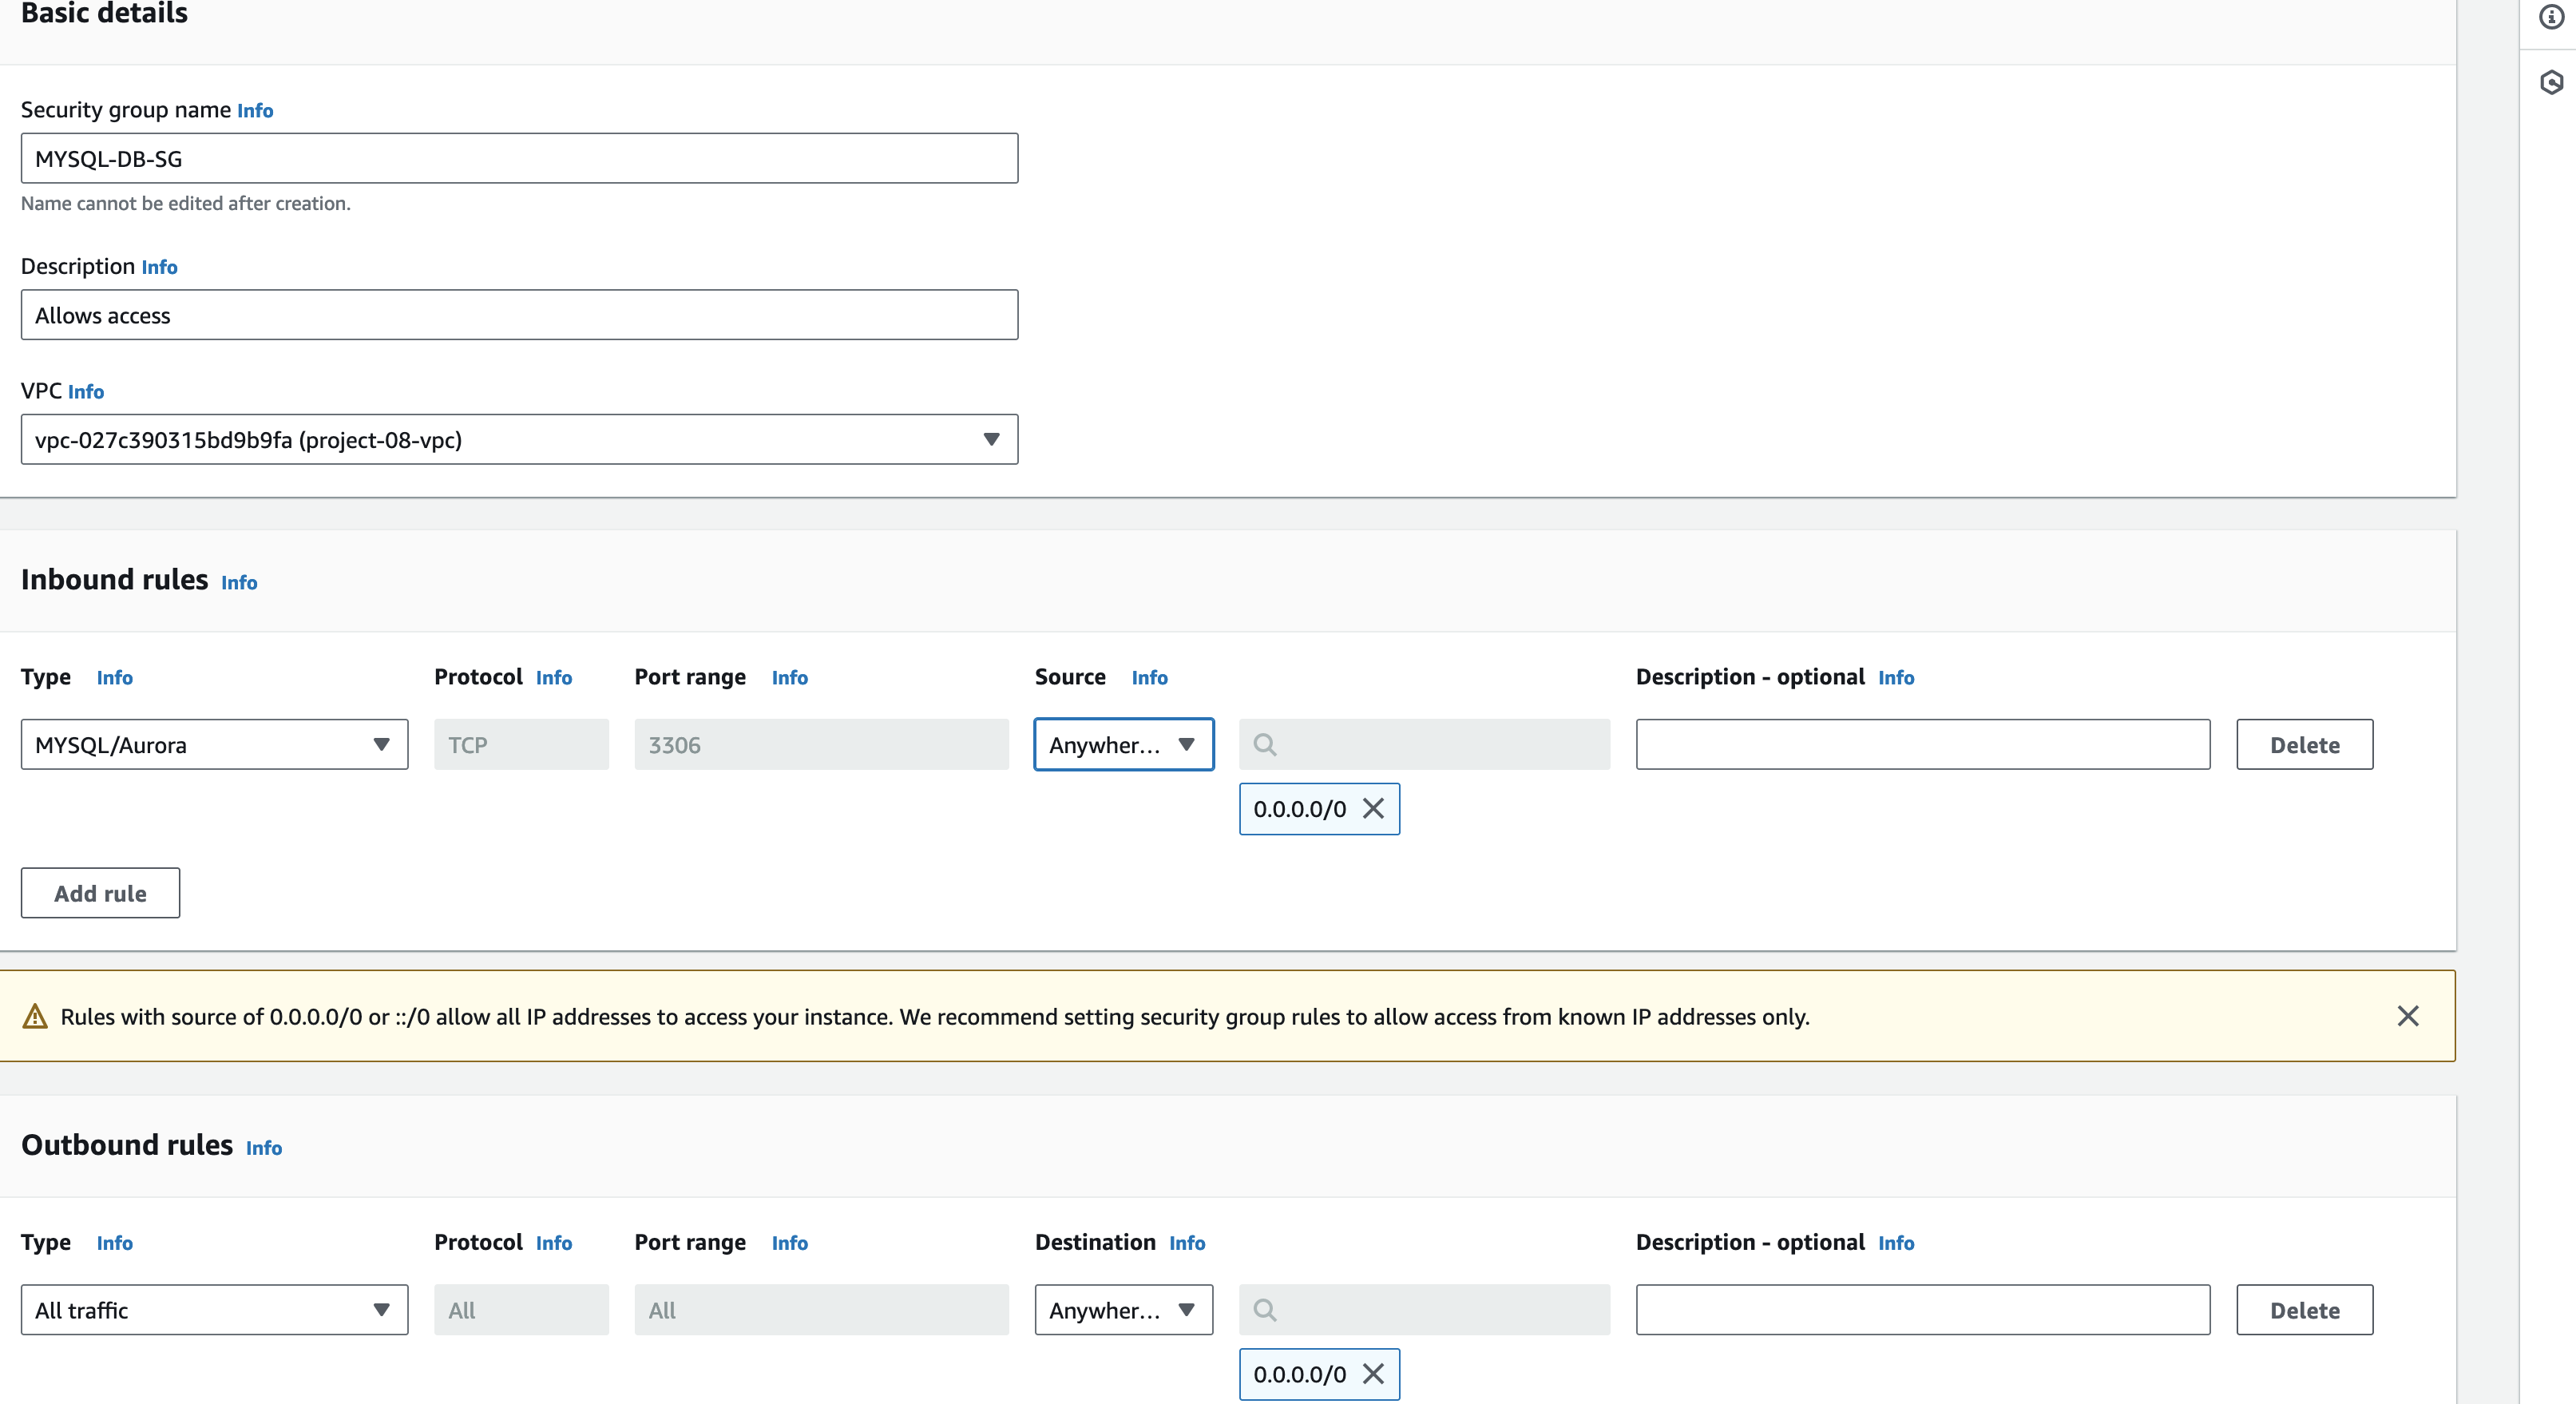 Basic details
Security group name Info
MYSQL-DB-SG
Name cannot be edited after creation.
Description Info
Allows access
VPC Info
vpc-027c390315bd9b9fa (project-08-vpc)
Inbound rules Info
Type Info Protocol Info Port range Info Source Info Description - optional Info
MYSQL/Aurora TCP 3306 Anywher... Delete
0.0.0.0/0
Add rule
Rules with source of 0.0.0.0/0 or ::/0 allow all IP addresses to access your instance. We recommend setting security group rules to allow access from known IP addresses only.
Outbound rules Info
Type Info Protocol Info Port range Info Destination Info Description - optional Info
All traffic All All Anywher... Delete
0.0.0.0/0